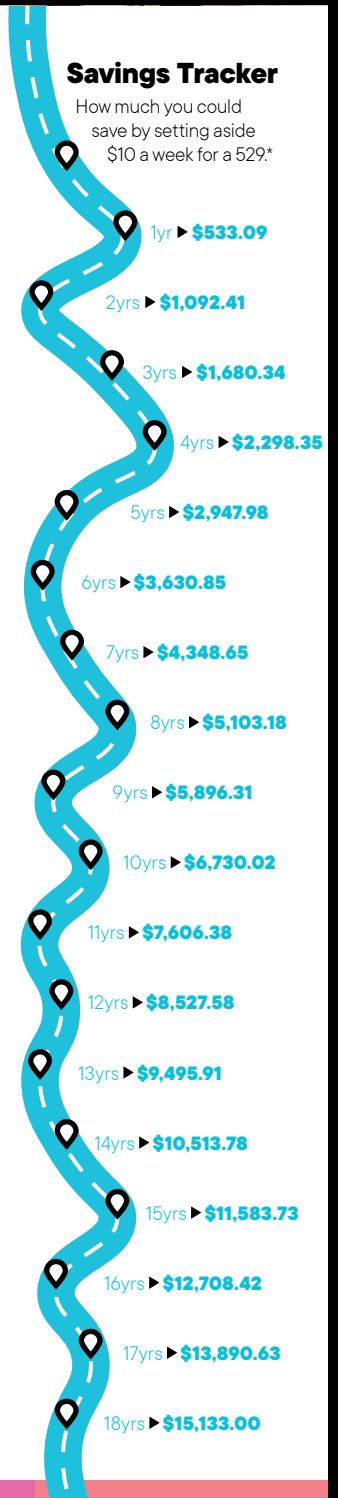 Savings Tracker
How much you could
save by setting aside
$10 a week for a 529.*
1yr ▶ $533.09
2yrs ▶ $1,092.41
3yrs ▶ $1,680.34
4yrs ▶ $2,298.35
5yrs ▶ $2,947.98
6yrs ▶ $3,630.85
7yrs ▶ $4,348.65
8yrs ▶ $5,103.18
9yrs ▶ $5,896.31
10yrs ▶ $6,730.02
11yrs ▶ $7,606.38
12yrs ▶ $8,527.58
13yrs ▶ $9,495.91
14yrs ▶ $10,513.78
15yrs ▶ $11,583.73
16yrs ▶ $12,708.42
17yrs ▶ $13,890.63
18yrs ▶ $15,133.00